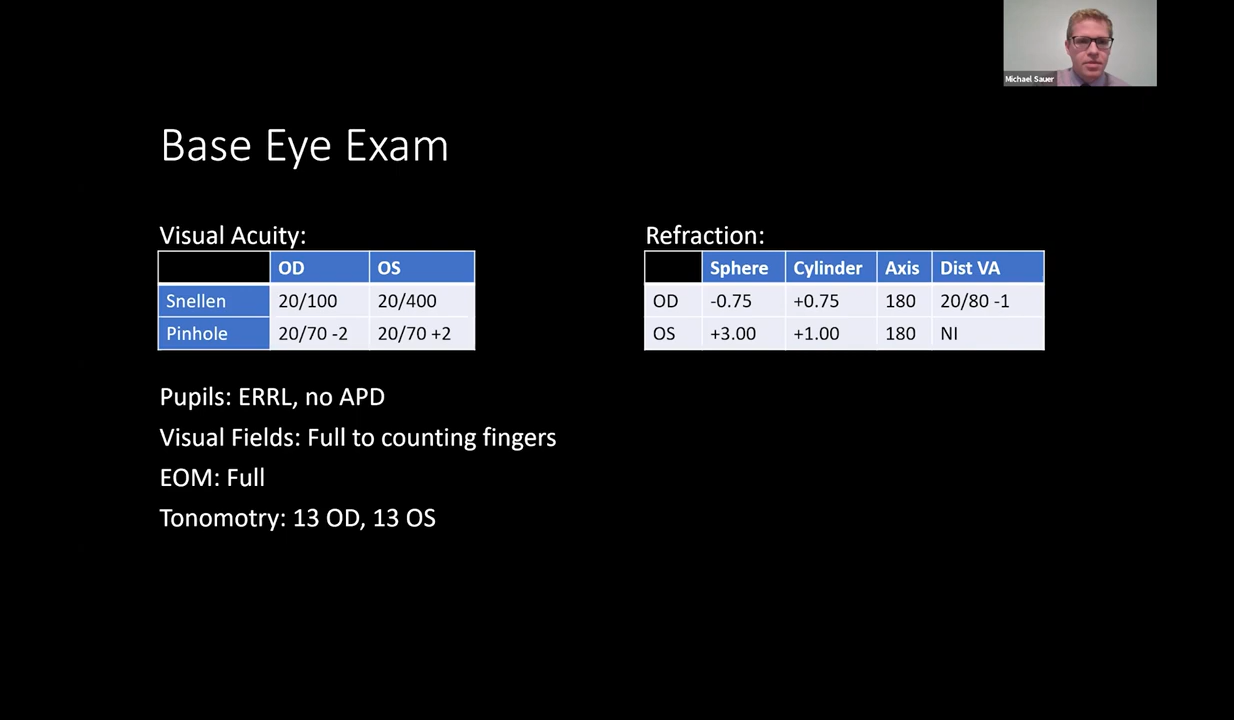 Michael Sauer
Base Eye Exam
Visual Acuity:
OD OS
Snellen 20/100 20/400
Pinhole 20/70 -2 20/70 +2
Refraction:
Sphere Cylinder Axis Dist VA
OD -0.75 +0.75 180 20/80 -1
OS +3.00 +1.00 180 NI
Pupils: ERRL, no APD
Visual Fields: Full to counting fingers
EOM: Full
Tonomotry: 13 OD, 13 OS